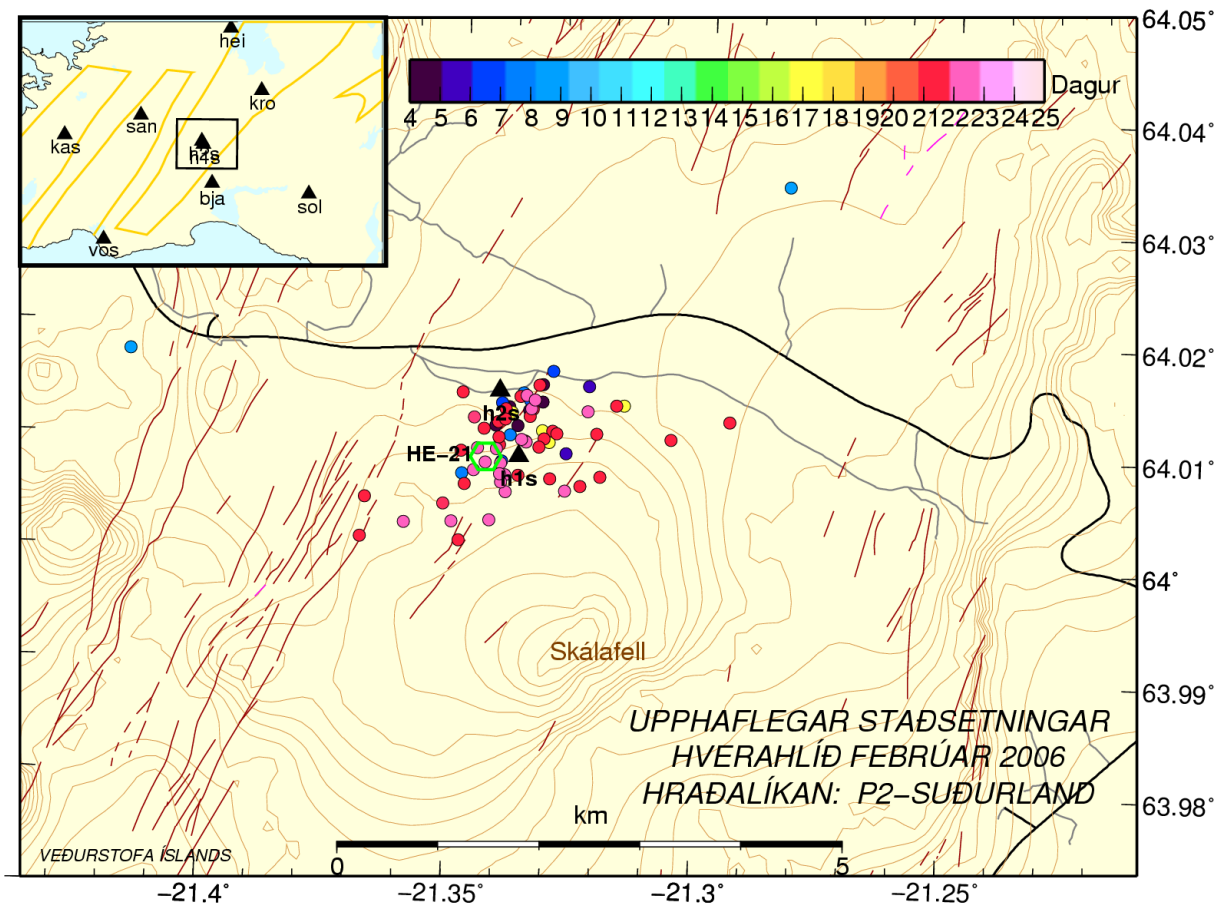 hei
kro
san
kas
h2s
h1s
bja
sol
vos
Dagur
4 5 6 7 8 9 10 11 12 13 14 15 16 17 18 19 20 21 22 23 24 25
64.05°
64.04°
64.03°
64.02°
64.01°
64°
63.99°
63.98°
h2s
HE-21
h1s
Skálafell
UPPHAFLEGAR STAÐSETNINGAR
HVERAHLÍÐ FEBRÚAR 2006
HRAÐALÍKAN: P2-SUÐURLAND
km
0 5
VEÐURSTOFA ÍSLANDS
-21.4° -21.35° -21.3° -21.25°